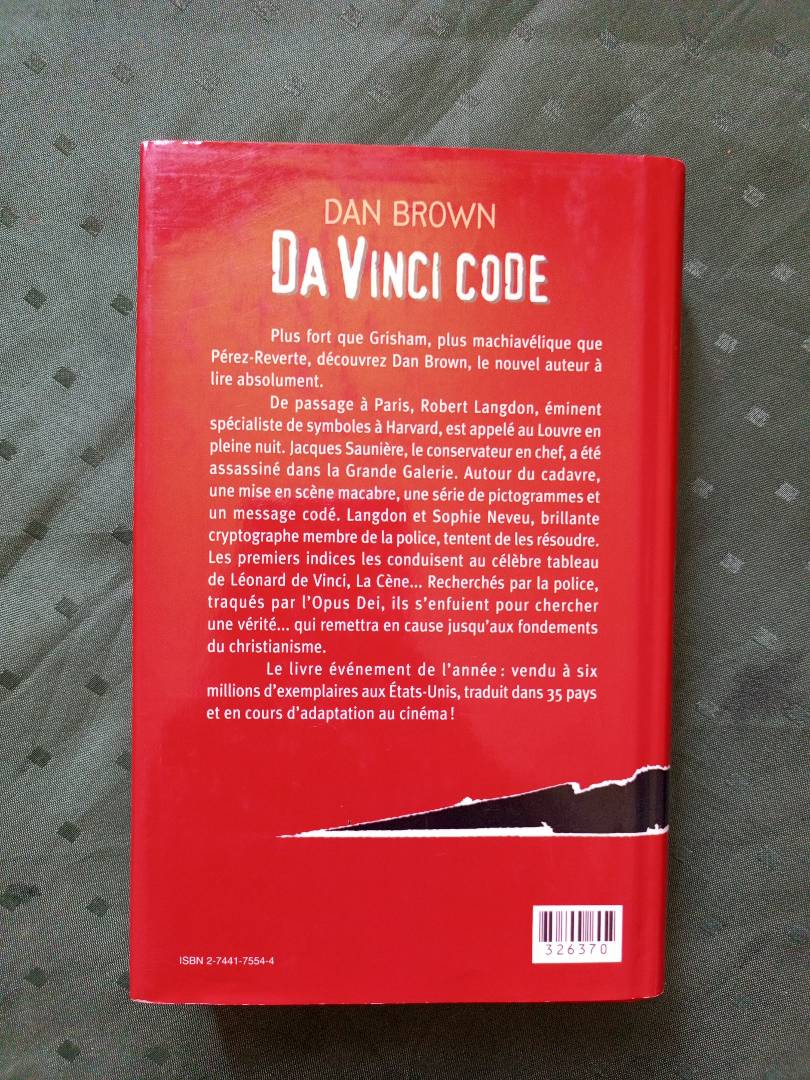 DAN BROWN
DA VINCI CODE
Plus fort que Grisham, plus machiavélique que
Pérez-Reverte, découvrez Dan Brown, le nouvel auteur à
lire absolument.
De passage à Paris, Robert Langdon, éminent
spécialiste de symboles à Harvard, est appelé au Louvre en
pleine nuit. Jacques Saunière, le conservateur en chef, a été
assassiné dans la Grande Galerie. Autour du cadavre,
une mise en scène macabre, une série de pictogrammes et
un message codé. Langdon et Sophie Neveu, brillante
cryptographe membre de la police, tentent de les résoudre.
Les premiers indices les conduisent au célèbre tableau
de Léonard de Vinci, La Cène... Recherchés par la police,
traqués par l'Opus Dei, ils s'enfuient pour chercher
une vérité... qui remettra en cause jusqu'aux fondements
du christianisme.
Le livre événement de l'année : vendu à six
millions d'exemplaires aux États-Unis, traduit dans 35 pays
et en cours d'adaptation au cinéma !
326370
ISBN 2-7441-7554-4